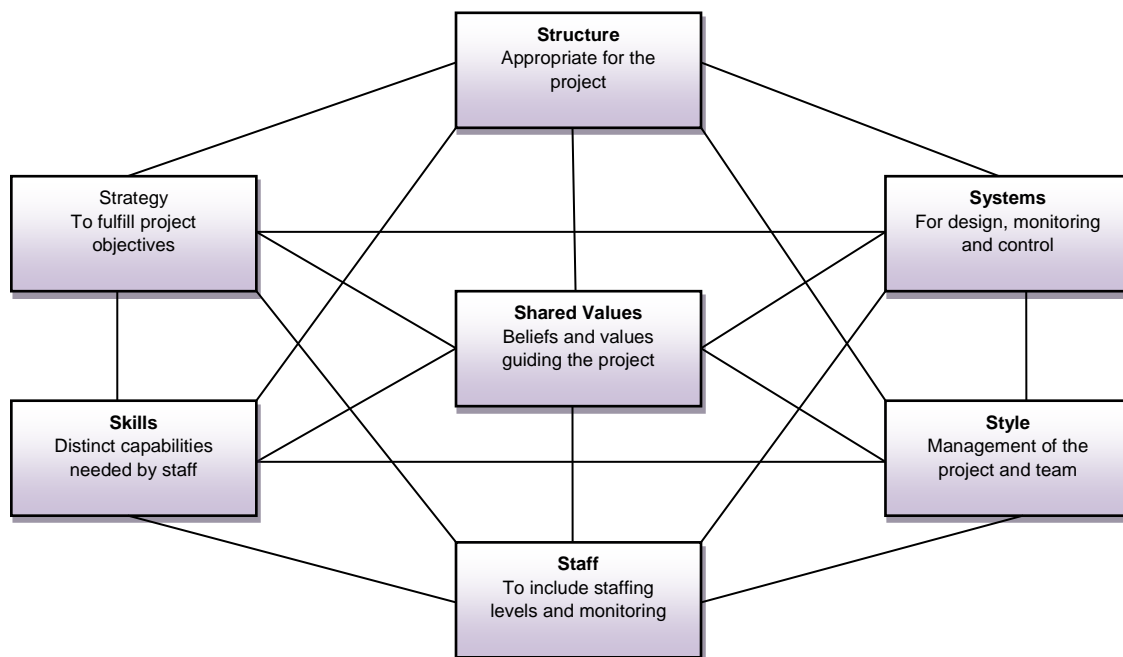 Structure
Appropriate for the
project
Strategy
To fulfill project
objectives
Systems
For design, monitoring
and control
Shared Values
Beliefs and values
guiding the project
Skills
Distinct capabilities
needed by staff
Style
Management of the
project and team
Staff
To include staffing
levels and monitoring